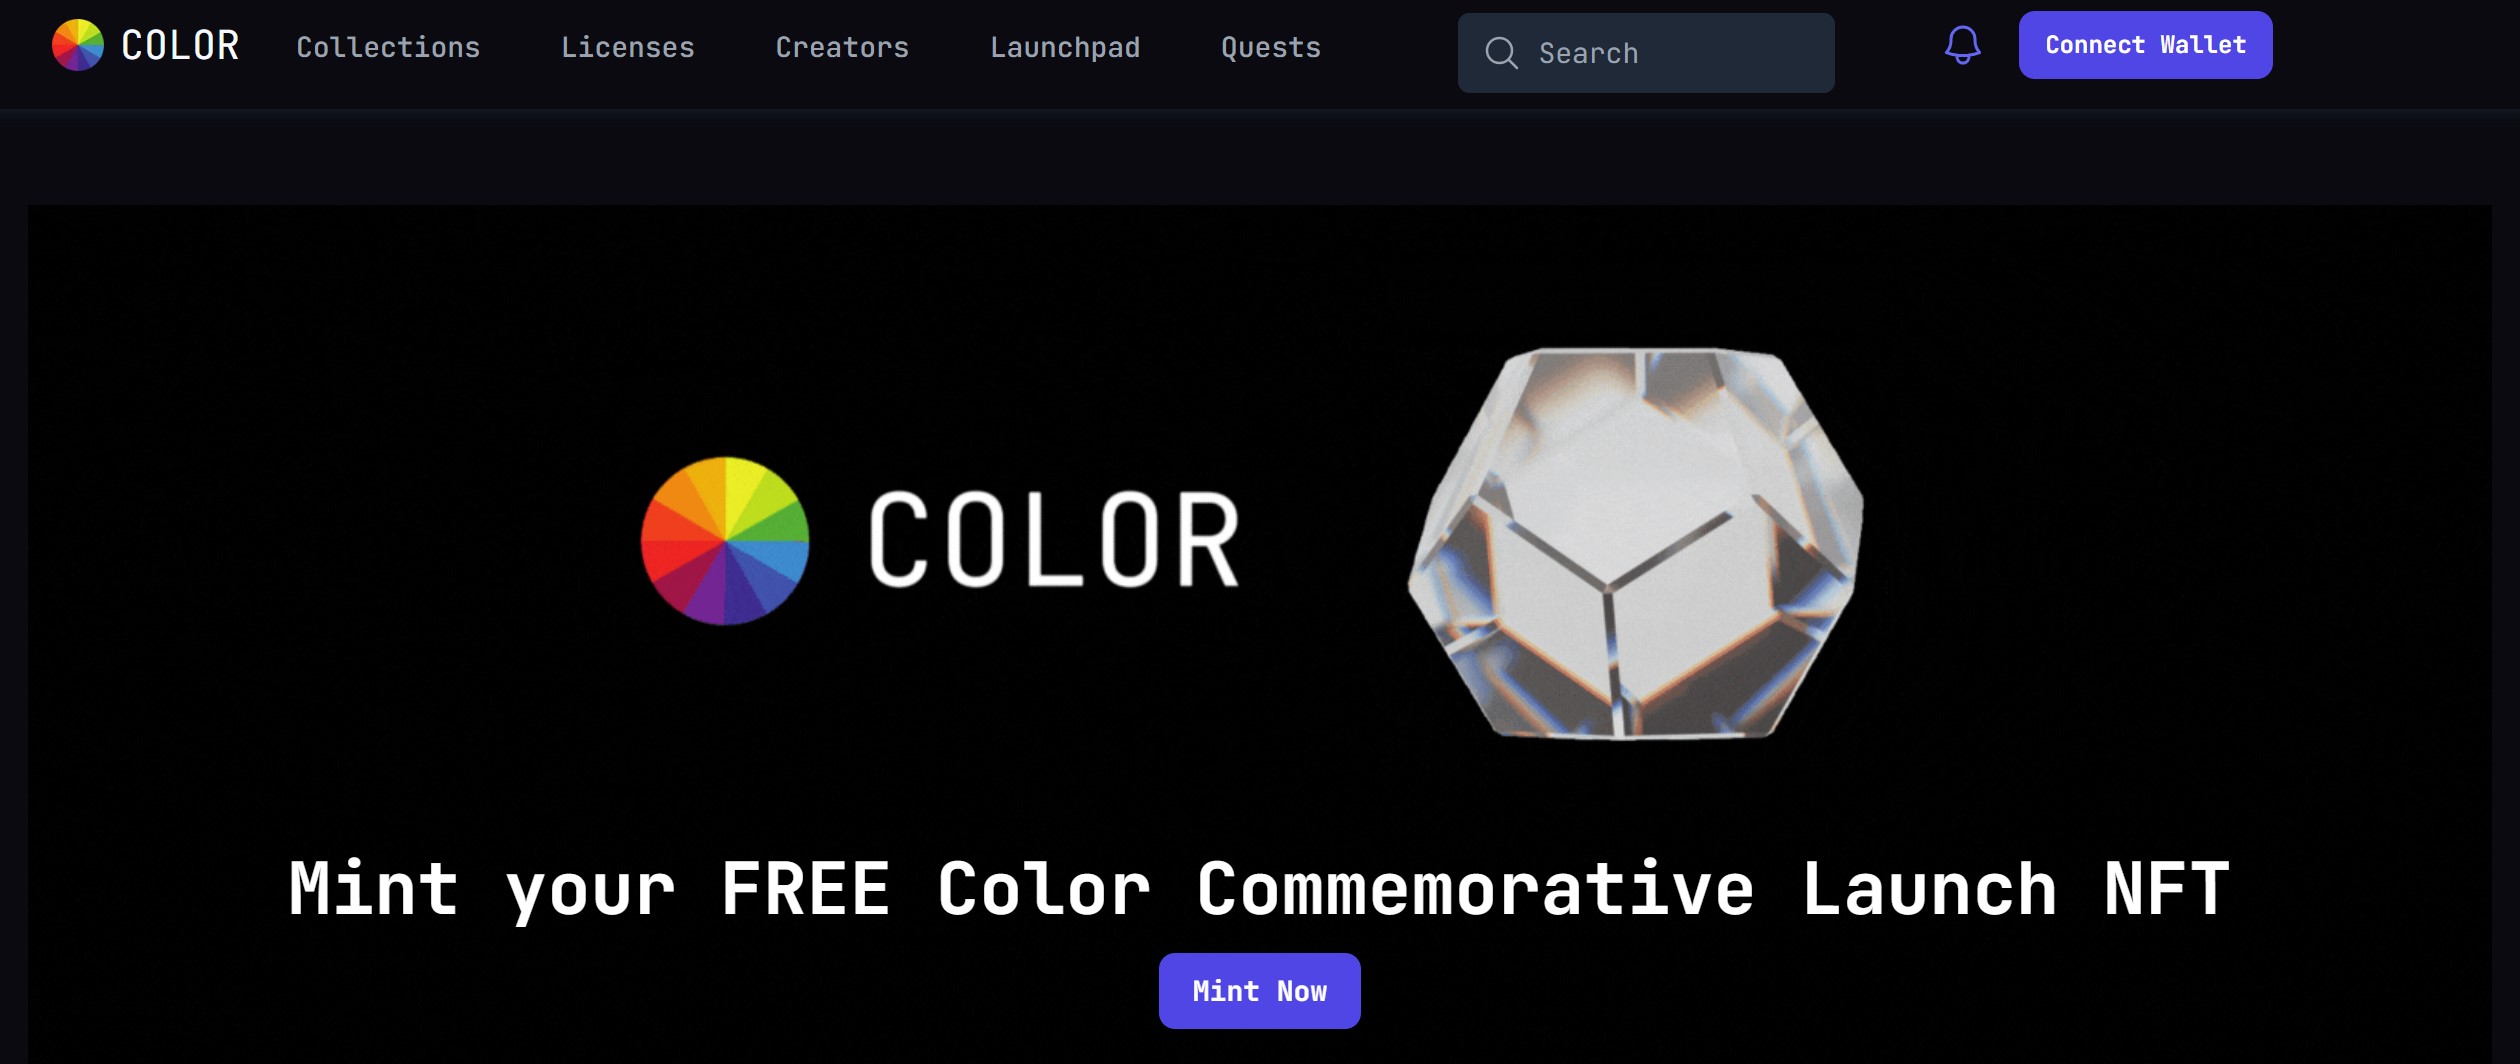 COLOR
Collections
Licenses
Creators
Launchpad
Quests
Search
Connect Wallet
COLOR
Mint your FREE Color Commemorative Launch NFT
Mint Now